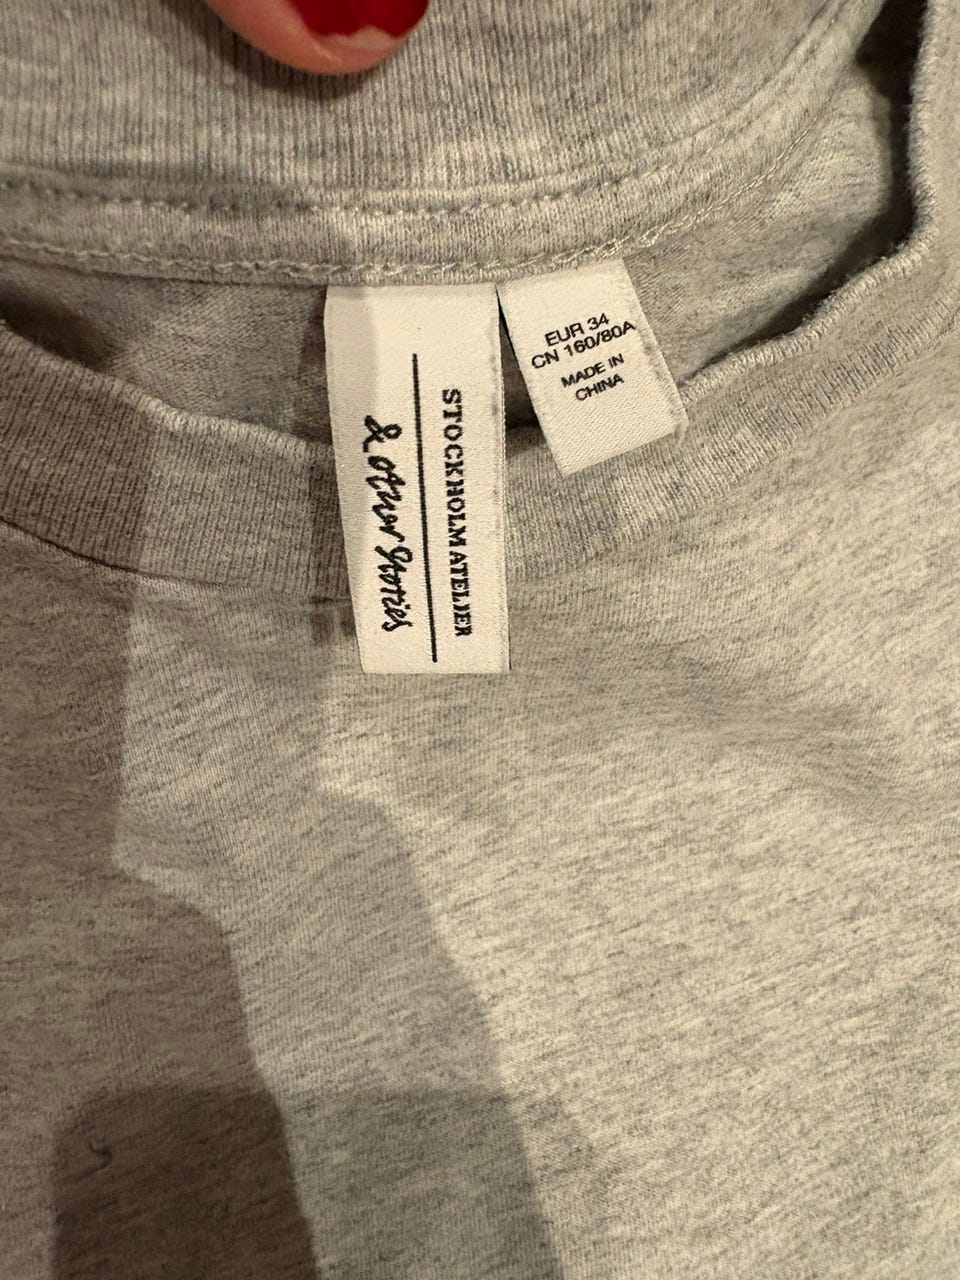 STOCKHOLM ATELIER
& Other Stories
EUR 34
CN 160/80A
MADE IN
CHINA